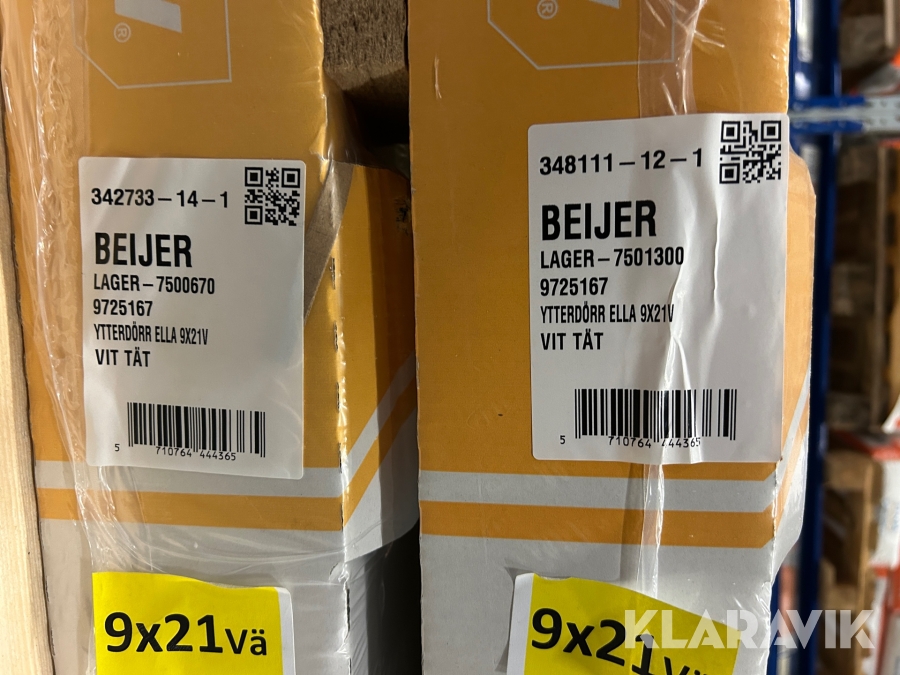 342733-14-1
BEIJER
LAGER-7500670
9725167
YTTERDÖRR ELLA 9X21V
VIT TÄT
5 710764 444365
9x21Vä
348111-12-1
BEIJER
LAGER-7501300
9725167
YTTERDÖRR ELLA 9X21V
VIT TÄT
5 710764 444365
9x21Vä
KLARAVIK